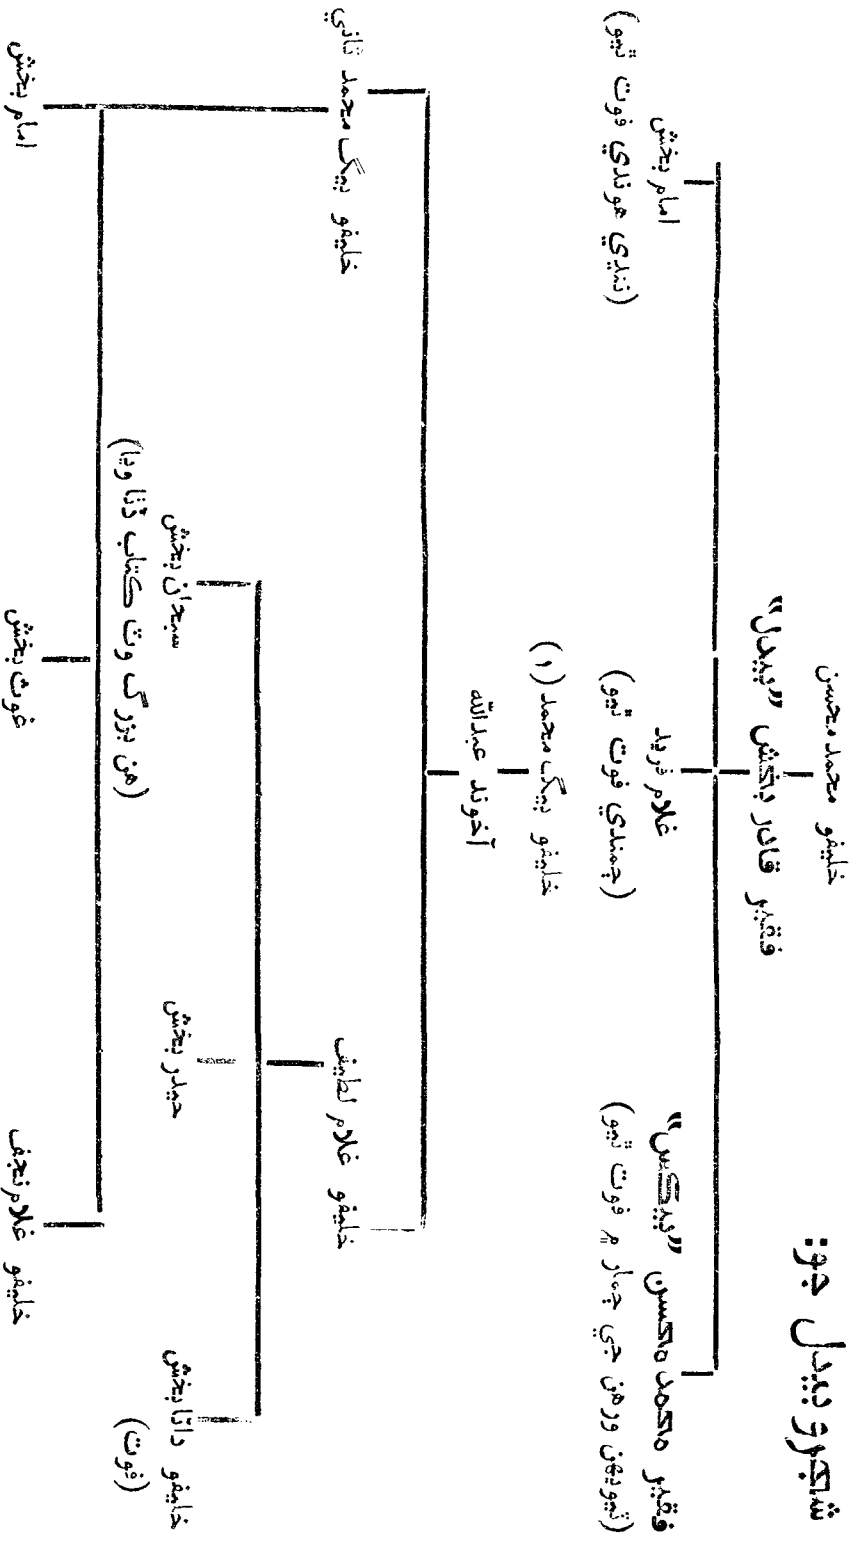 شجرو بيدل جو:
خليفو محمد محسن
فقير قادر بخش ”بيدل“
فقير محمد محسن ”بيڪس“
(ٽيويهن ورهن جي ڄمار ۾ فوت ٿيو)
غلام فريد
(ڄمندي فوت ٿيو)
امام بخش
(ننڍي هوندي فوت ٿيو)
خليفو بيگ محمد (١)
آخوند عبدالله
خليفو غلام لطيف
خليفو بيگ محمد ثاني
خليفو داتا بخش
(فوت)
حيدر بخش
سبحان بخش
(هن بزرگ وٽ ڪتاب ڏٺا ويا)
خليفو غلام نجف
غوث بخش
امام بخش